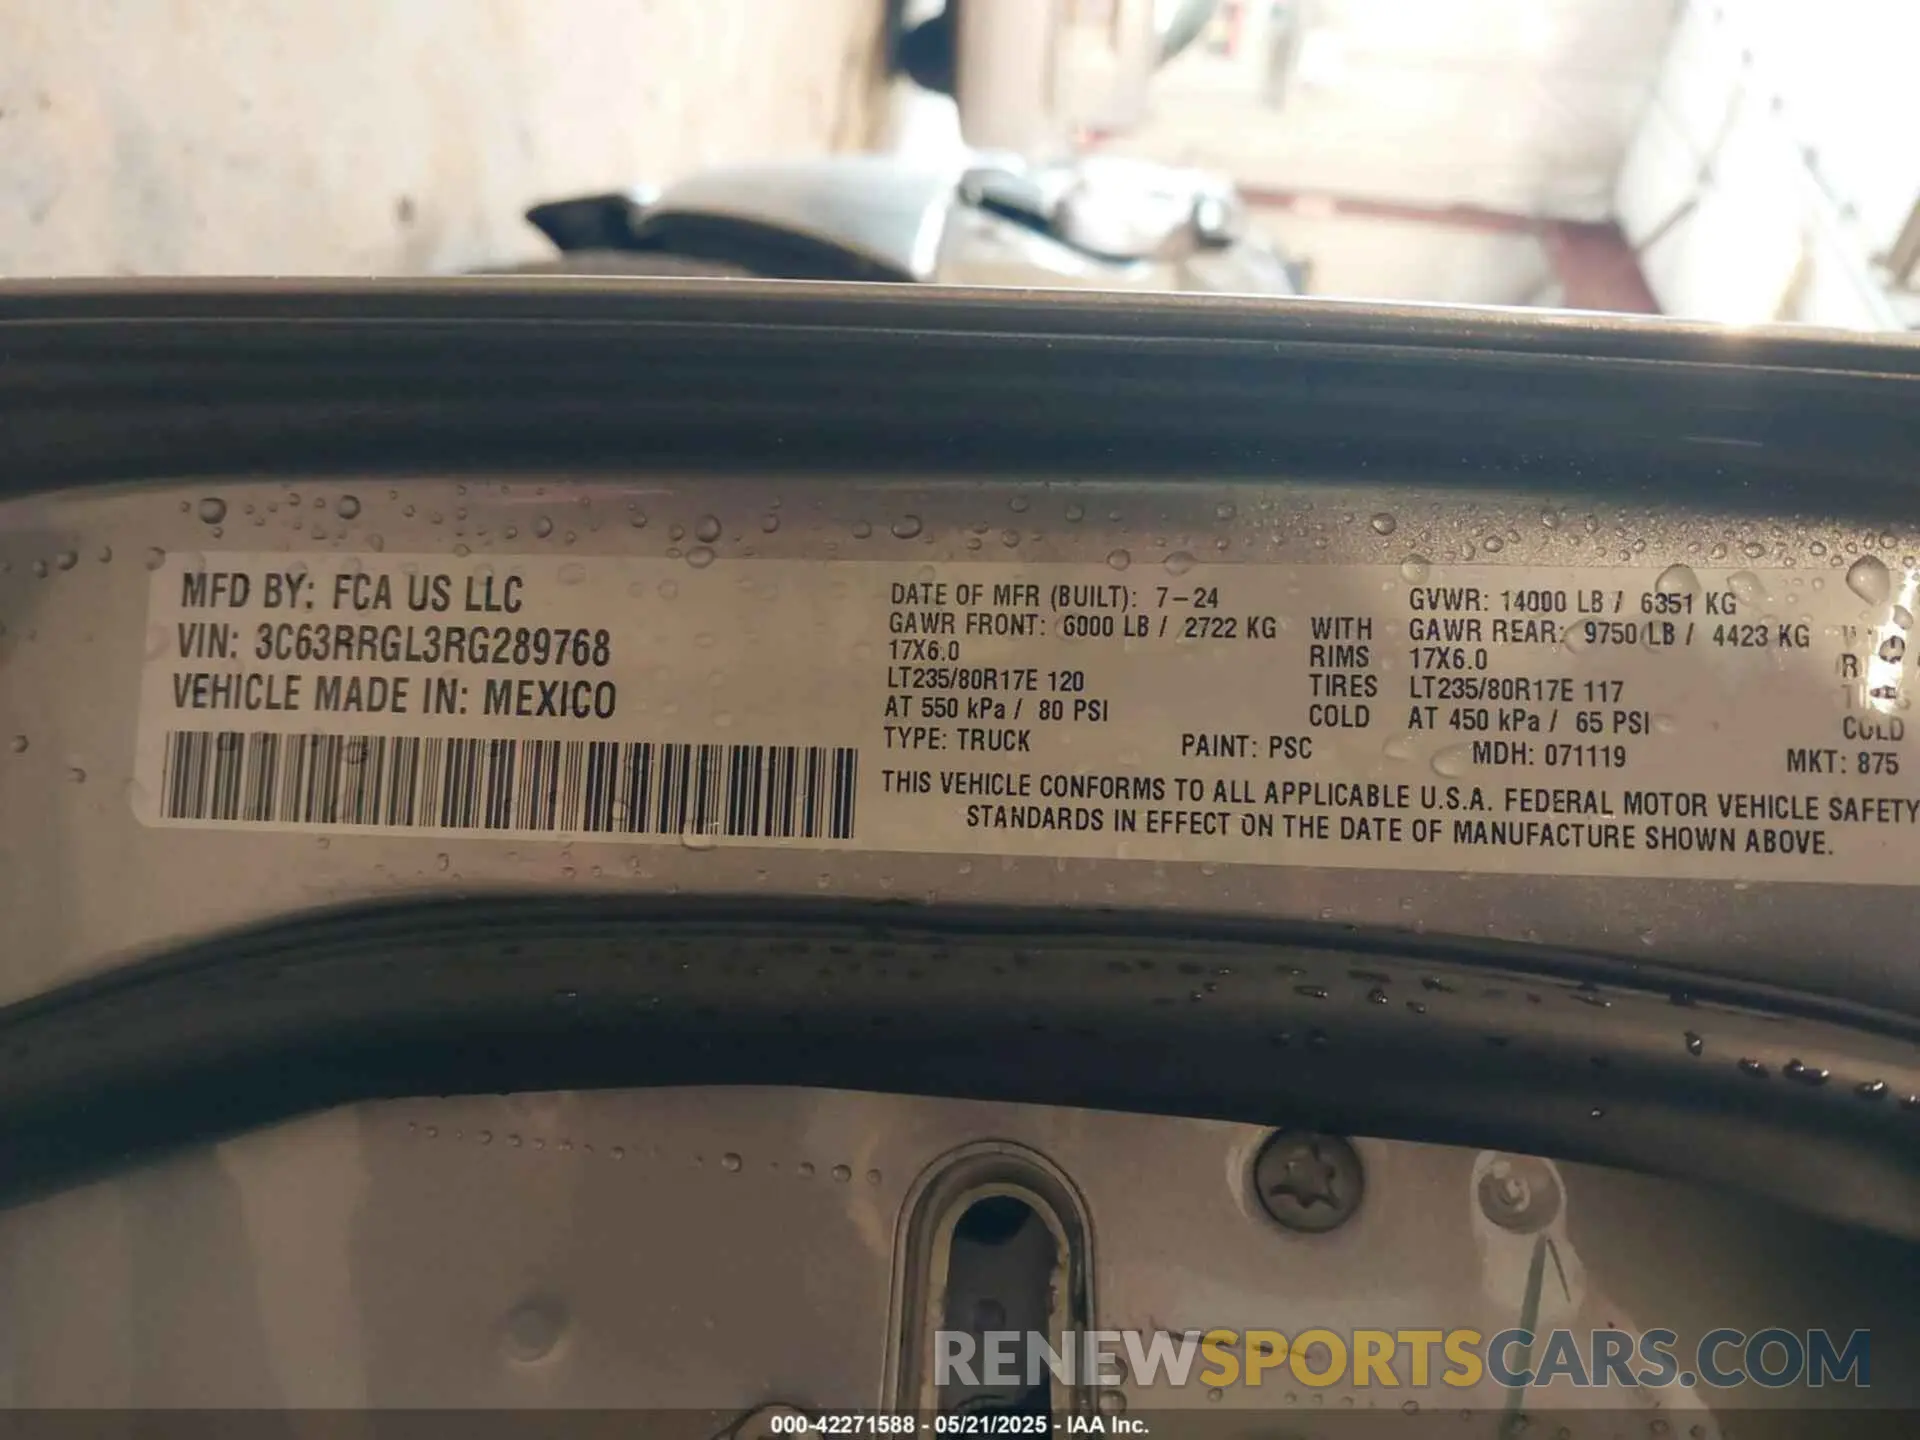 MFD BY: FCA US LLC
VIN: 3C63RRGL3RG289768
VEHICLE MADE IN: MEXICO
DATE OF MFR (BUILT): 7-24 GVWR: 14000 LB / 6351 KG
GAWR FRONT: 6000 LB / 2722 KG WITH GAWR REAR: 9750 LB / 4423 KG
17X6.0 RIMS 17X6.0
LT235/80R17E 120 TIRES LT235/80R17E 117
AT 550 kPa / 80 PSI COLD AT 450 kPa / 65 PSI COLD
TYPE: TRUCK PAINT: PSC MDH: 071119 MKT: 875
THIS VEHICLE CONFORMS TO ALL APPLICABLE U.S.A. FEDERAL MOTOR VEHICLE SAFETY
STANDARDS IN EFFECT ON THE DATE OF MANUFACTURE SHOWN ABOVE.
RENEWSPORTSCARS.COM
000-42271588 - 05/21/2025 - IAA Inc.